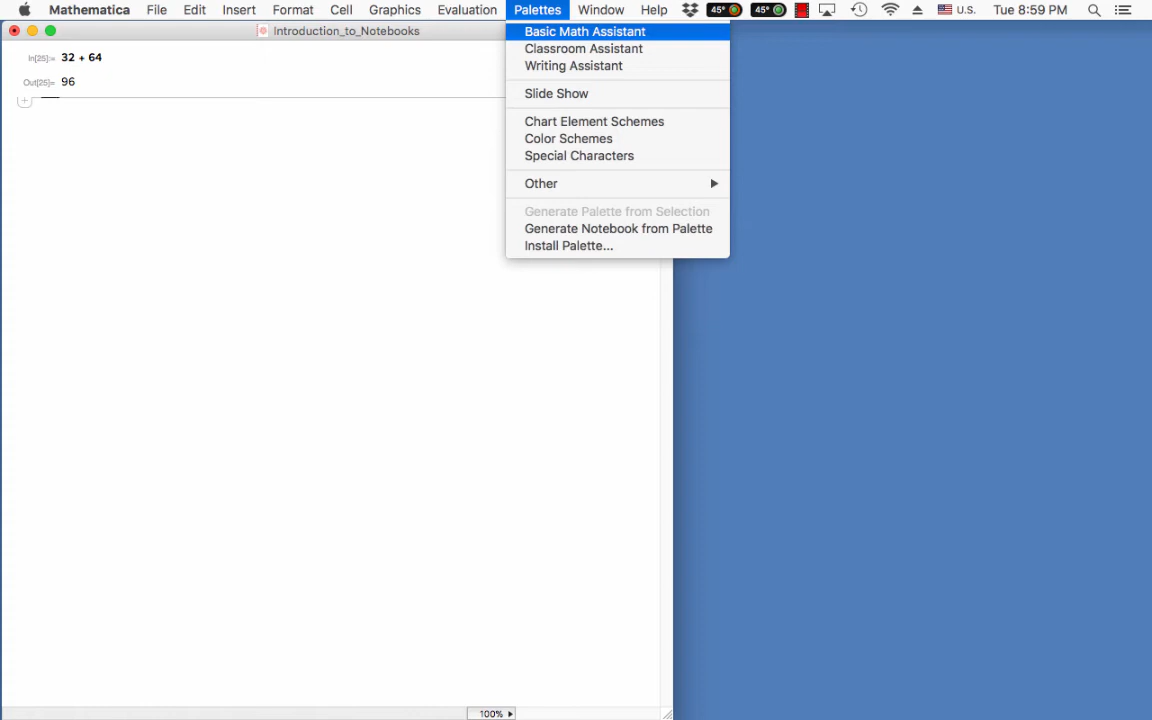 Mathematica File Edit Insert Format Cell Graphics Evaluation Palettes Window Help 45° 45° U.S. Tue 8:59 PM
Introduction_to_Notebooks
In[25]:= 32 + 64
Out[25]= 96
+
Basic Math Assistant
Classroom Assistant
Writing Assistant
Slide Show
Chart Element Schemes
Color Schemes
Special Characters
Other
Generate Palette from Selection
Generate Notebook from Palette
Install Palette...
100%